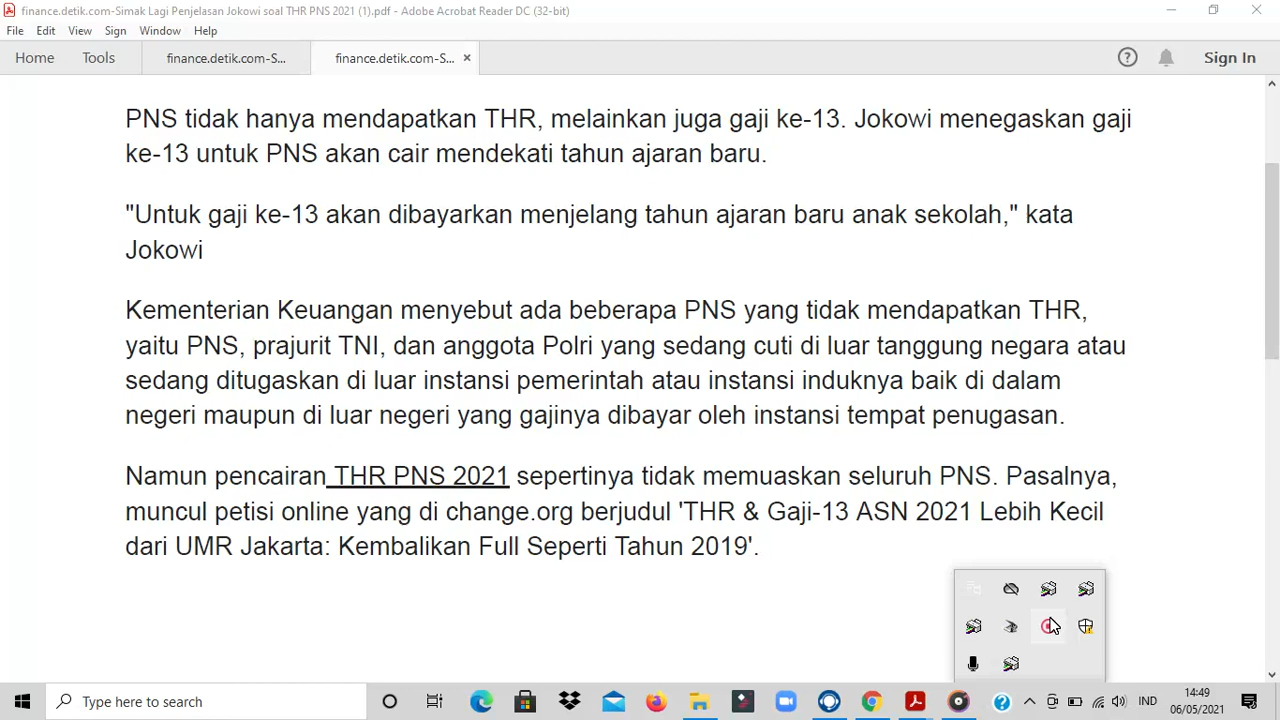 finance.detik.com-Simak Lagi Penjelasan Jokowi soal THR PNS 2021 (1).pdf - Adobe Acrobat Reader DC (32-bit)
File Edit View Sign Window Help
Home Tools finance.detik.com-S... finance.detik.com-S... Sign In
PNS tidak hanya mendapatkan THR, melainkan juga gaji ke-13. Jokowi menegaskan gaji
ke-13 untuk PNS akan cair mendekati tahun ajaran baru.
"Untuk gaji ke-13 akan dibayarkan menjelang tahun ajaran baru anak sekolah," kata
Jokowi
Kementerian Keuangan menyebut ada beberapa PNS yang tidak mendapatkan THR,
yaitu PNS, prajurit TNI, dan anggota Polri yang sedang cuti di luar tanggung negara atau
sedang ditugaskan di luar instansi pemerintah atau instansi induknya baik di dalam
negeri maupun di luar negeri yang gajinya dibayar oleh instansi tempat penugasan.
Namun pencairan THR PNS 2021 sepertinya tidak memuaskan seluruh PNS. Pasalnya,
muncul petisi online yang di change.org berjudul 'THR & Gaji-13 ASN 2021 Lebih Kecil
dari UMR Jakarta: Kembalikan Full Seperti Tahun 2019'.
Type here to search
IND
14:49
06/05/2021